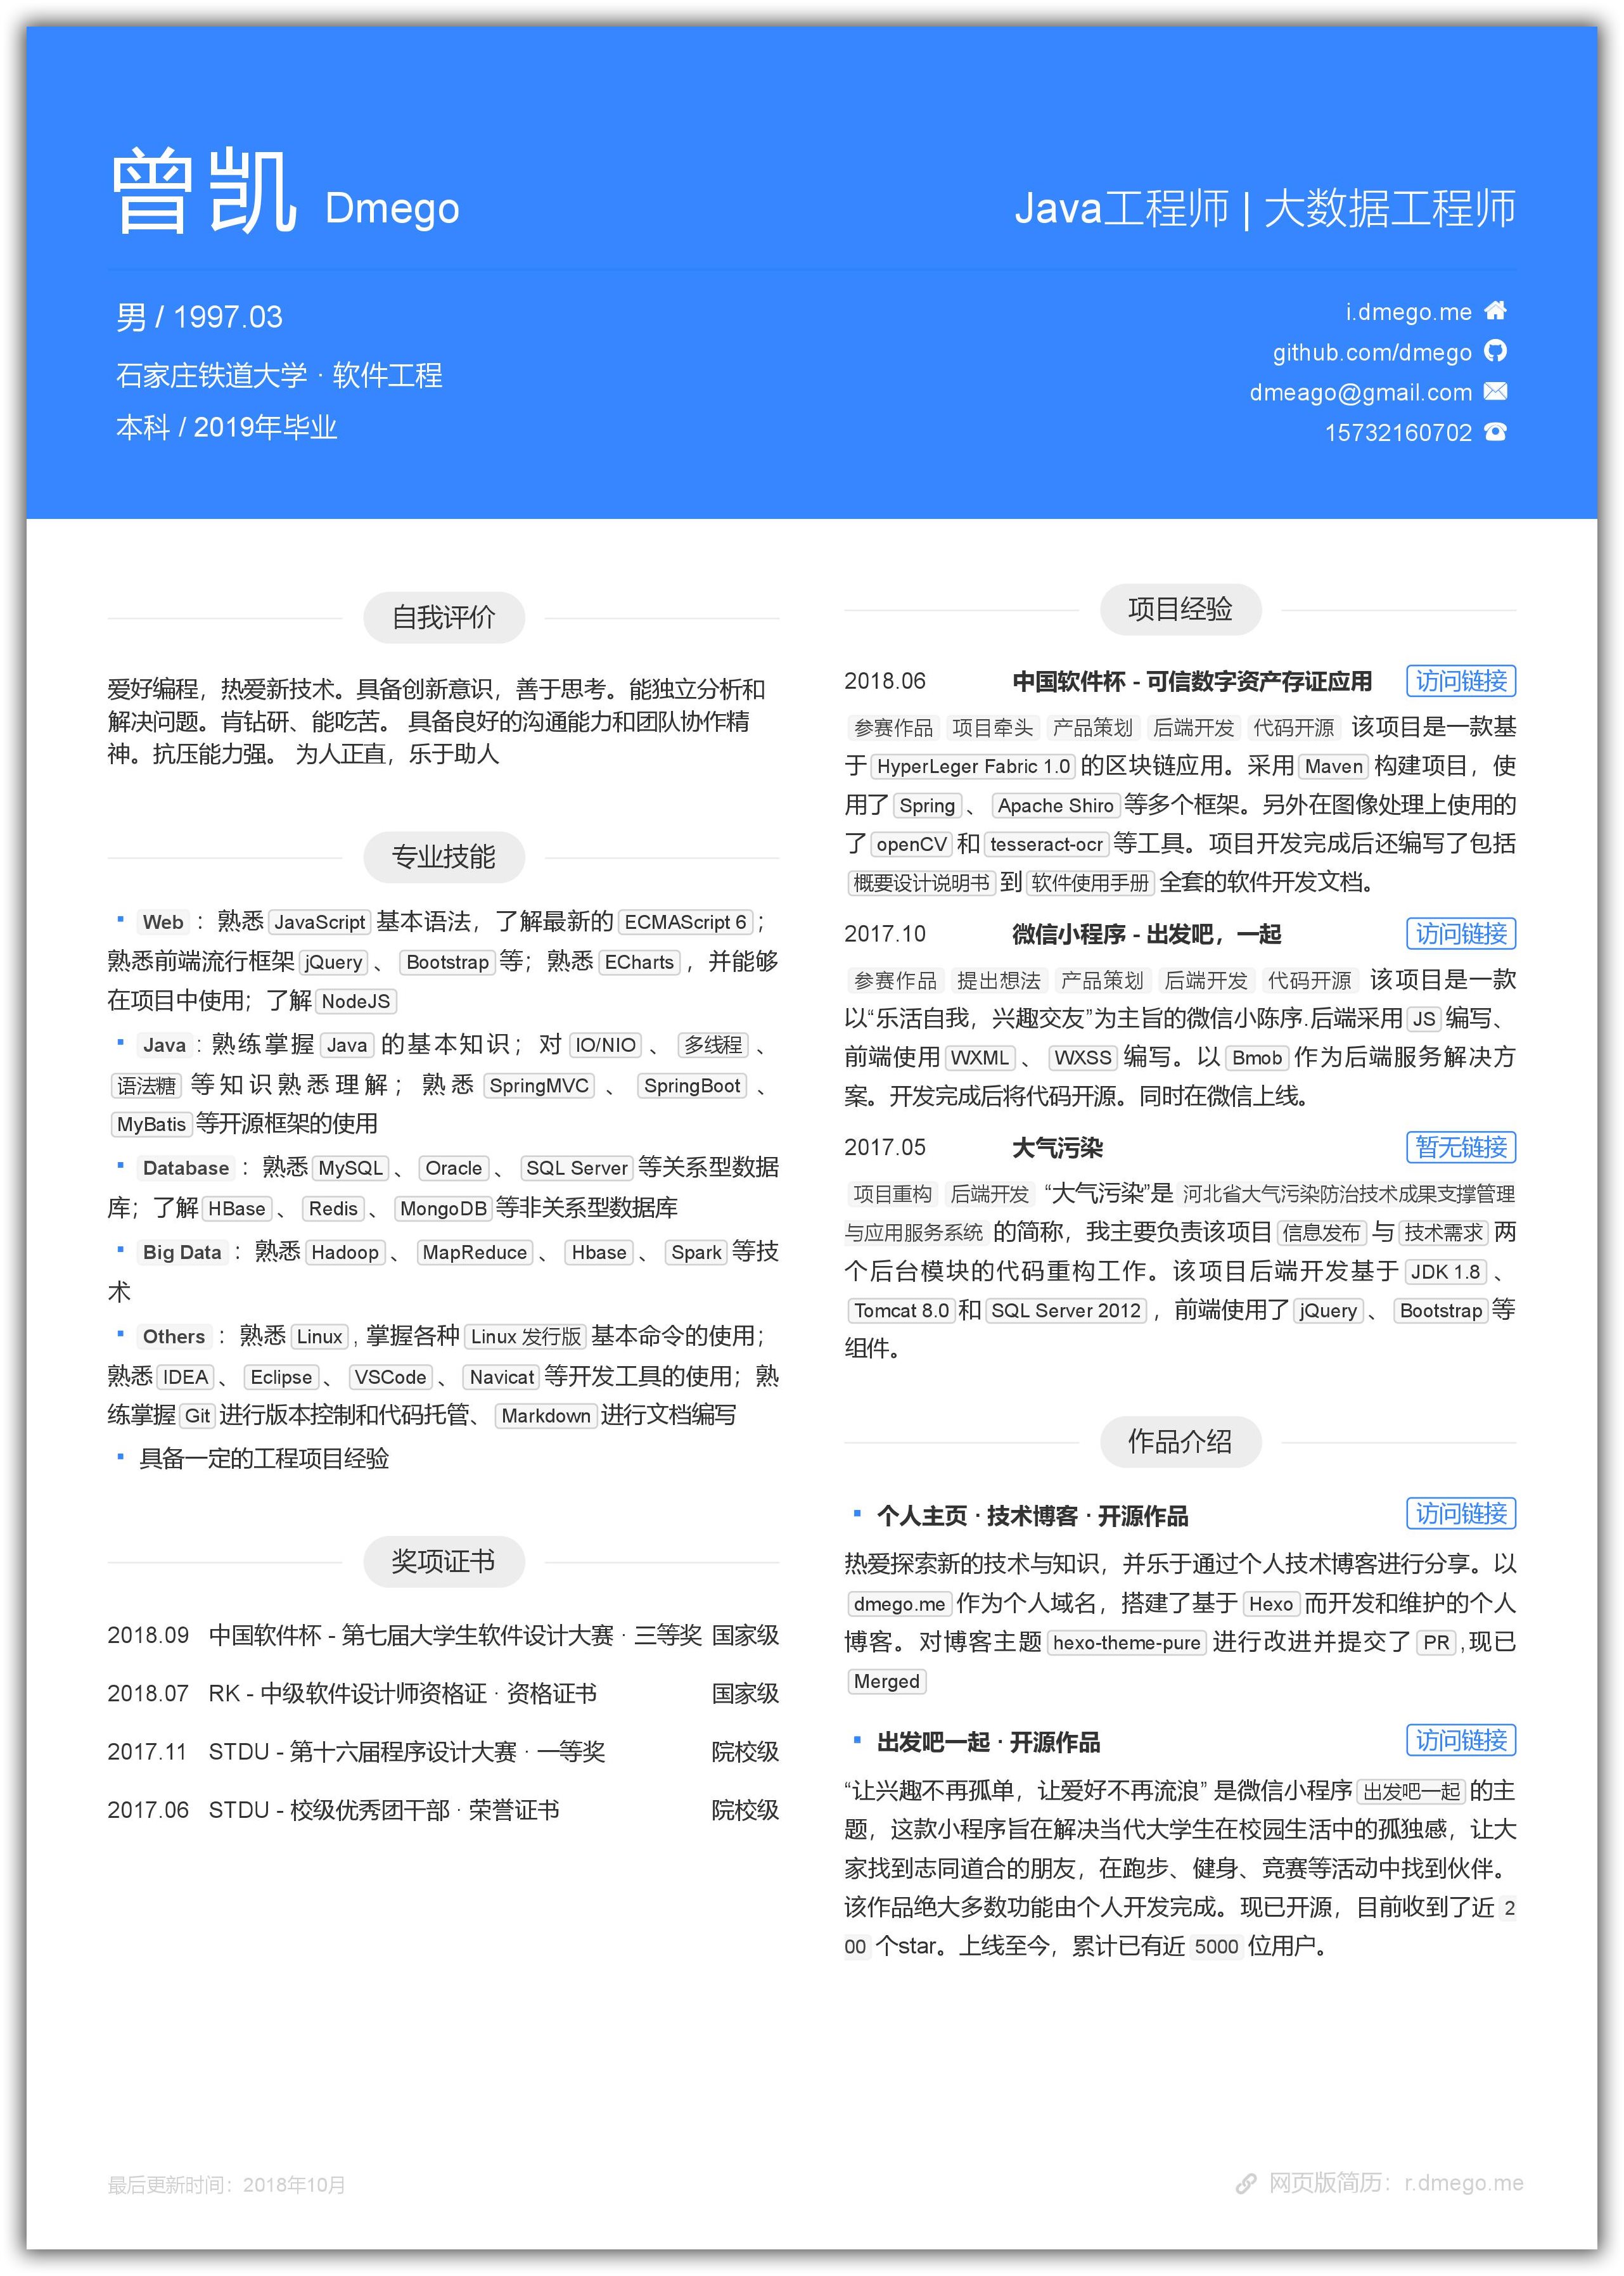 曾凯 Dmego
Java工程师 | 大数据工程师
男 / 1997.03
石家庄铁道大学 · 软件工程
本科 / 2019年毕业
i.dmego.me
github.com/dmego
dmeago@gmail.com
15732160702
自我评价
爱好编程，热爱新技术。具备创新意识，善于思考。能独立分析和
解决问题。肯钻研、能吃苦。 具备良好的沟通能力和团队协作精
神。抗压能力强。 为人正直，乐于助人
专业技能
Web ：熟悉 JavaScript 基本语法，了解最新的 ECMAScript 6；
熟悉前端流行框架 jQuery 、 Bootstrap 等；熟悉 ECharts ，并能够
在项目中使用；了解 NodeJS
Java : 熟练掌握 Java 的基本知识；对 IO/NIO 、 多线程 、
语法糖 等知识熟悉理解；熟悉 SpringMVC 、 SpringBoot 、
MyBatis 等开源框架的使用
Database ：熟悉 MySQL 、 Oracle 、 SQL Server 等关系型数据
库；了解 HBase 、 Redis 、 MongoDB 等非关系型数据库
Big Data ：熟悉 Hadoop 、 MapReduce 、 Hbase 、 Spark 等技
术
Others ：熟悉 Linux , 掌握各种 Linux 发行版 基本命令的使用；
熟悉 IDEA 、 Eclipse 、 VSCode 、 Navicat 等开发工具的使用；熟
练掌握 Git 进行版本控制和代码托管、 Markdown 进行文档编写
具备一定的工程项目经验
奖项证书
2018.09 中国软件杯 - 第七届大学生软件设计大赛 · 三等奖 国家级
2018.07 RK - 中级软件设计师资格证 · 资格证书 国家级
2017.11 STDU - 第十六届程序设计大赛 · 一等奖 院校级
2017.06 STDU - 校级优秀团干部 · 荣誉证书 院校级
项目经验
2018.06 中国软件杯 - 可信数字资产存证应用 访问链接
参赛作品 项目牵头 产品策划 后端开发 代码开源 该项目是一款基
于 HyperLeger Fabric 1.0 的区块链应用。采用 Maven 构建项目，使
用了 Spring 、 Apache Shiro 等多个框架。另外在图像处理上使用的
了 openCV 和 tesseract-ocr 等工具。项目开发完成后还编写了包括
概要设计说明书 到 软件使用手册 全套的软件开发文档。
2017.10 微信小程序 - 出发吧，一起 访问链接
参赛作品 提出想法 产品策划 后端开发 代码开源 该项目是一款
以“乐活自我，兴趣交友”为主旨的微信小陈序.后端采用 JS 编写、
前端使用 WXML 、 WXSS 编写。以 Bmob 作为后端服务解决方
案。开发完成后将代码开源。同时在微信上线。
2017.05 大气污染 暂无链接
项目重构 后端开发 “大气污染”是 河北省大气污染防治技术成果支撑管理
与应用服务系统 的简称，我主要负责该项目 信息发布 与 技术需求 两
个后台模块的代码重构工作。该项目后端开发基于 JDK 1.8 、
Tomcat 8.0 和 SQL Server 2012 ，前端使用了 jQuery 、 Bootstrap 等
组件。
作品介绍
个人主页 · 技术博客 · 开源作品 访问链接
热爱探索新的技术与知识，并乐于通过个人技术博客进行分享。以
dmego.me 作为个人域名，搭建了基于 Hexo 而开发和维护的个人
博客。对博客主题 hexo-theme-pure 进行改进并提交了 PR ,现已
Merged
出发吧一起 · 开源作品 访问链接
“让兴趣不再孤单，让爱好不再流浪” 是微信小程序 出发吧一起 的主
题，这款小程序旨在解决当代大学生在校园生活中的孤独感，让大
家找到志同道合的朋友，在跑步、健身、竞赛等活动中找到伙伴。
该作品绝大多数功能由个人开发完成。现已开源，目前收到了近 2
00 个star。上线至今，累计已有近 5000 位用户。
最后更新时间：2018年10月
网页版简历：r.dmego.me